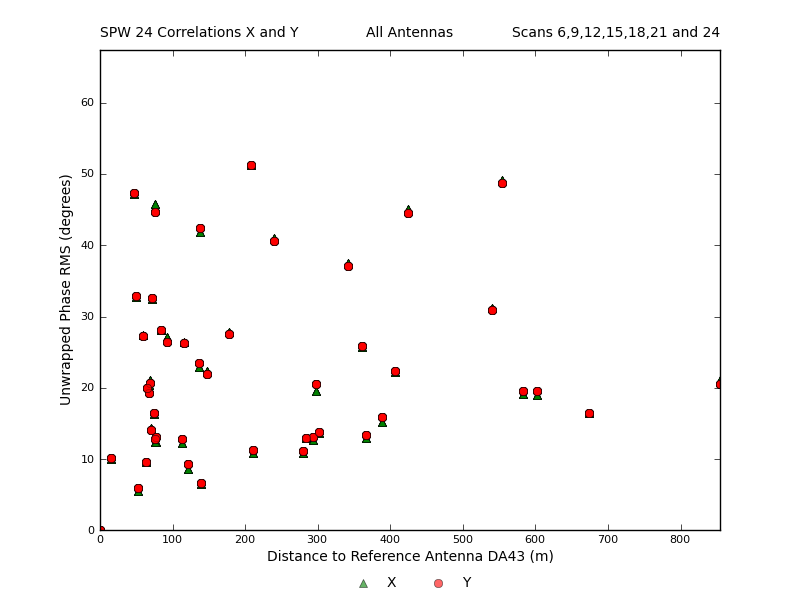 SPW 24 Correlations X and Y All Antennas Scans 6,9,12,15,18,21 and 24
60
50
40
30
20
10
0
Unwrapped Phase RMS (degrees)
0 100 200 300 400 500 600 700 800
Distance to Reference Antenna DA43 (m)
X Y